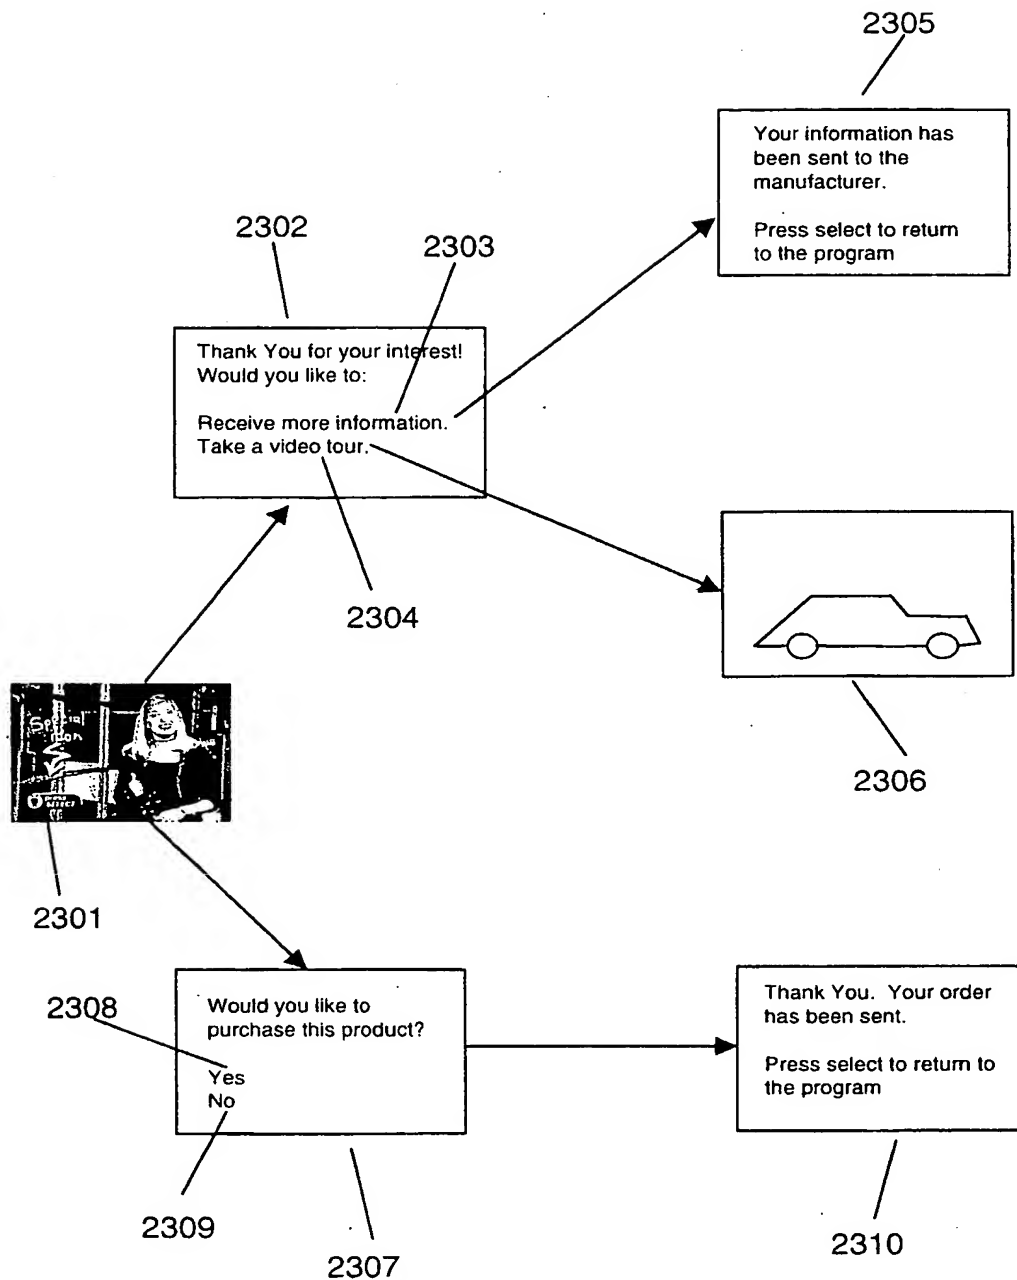 2305
Your information has
been sent to the
manufacturer.
Press select to return
to the program
2302
2303
Thank You for your interest!
Would you like to:
Receive more information.
Take a video tour.
2304
2306
2301
2308
Would you like to
purchase this product?
Yes
No
2309
2307
Thank You. Your order
has been sent.
Press select to return to
the program
2310